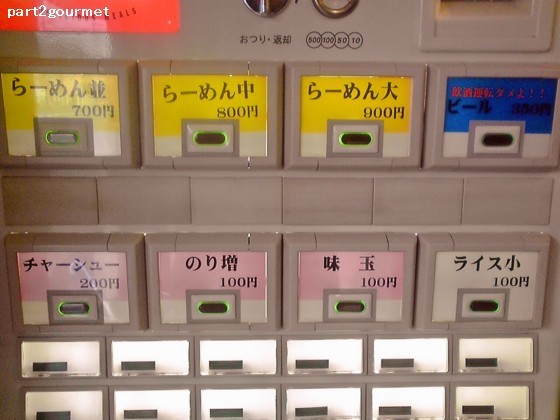 part2gourmet
おつり・返却 500 100 50 10
らーめん並
700円
らーめん中
800円
らーめん大
900円
飲酒運転ダメよ!!
ビール 350円
チャーシュー
200円
のり増
100円
味 玉
100円
ライス小
100円